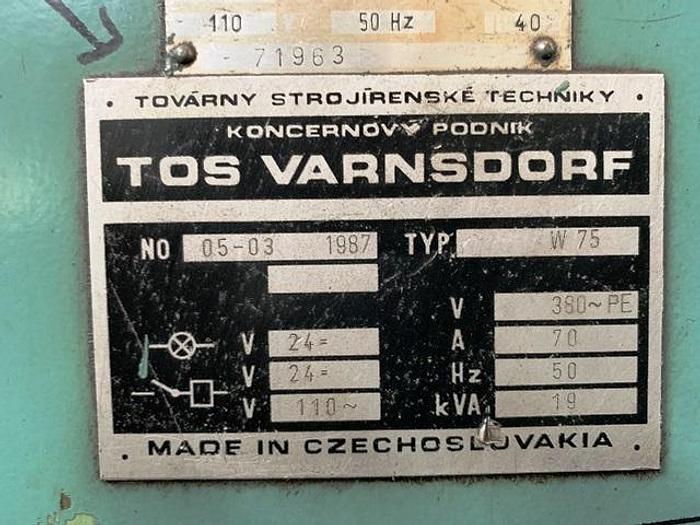 110 50 Hz 40
- 71963
· TOVÁRNY STROJÍRENSKÉ TECHNIKY ·
KONCERNOVÝ PODNIK
TOS VARNSDORF
NO 05-03 1987 TYP W 75
V 380~PE
V 24= A 70
V 24= Hz 50
V 110~ kVA 19
· MADE IN CZECHOSLOVAKIA ·